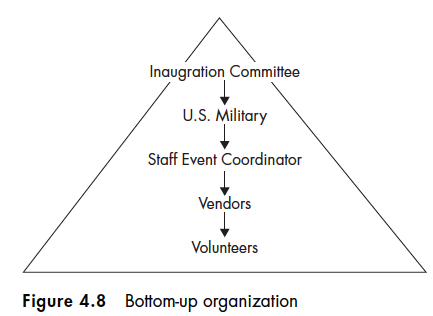 Inaugration Committee
U.S. Military
Staff Event Coordinator
Vendors
Volunteers
Figure 4.8 Bottom-up organization